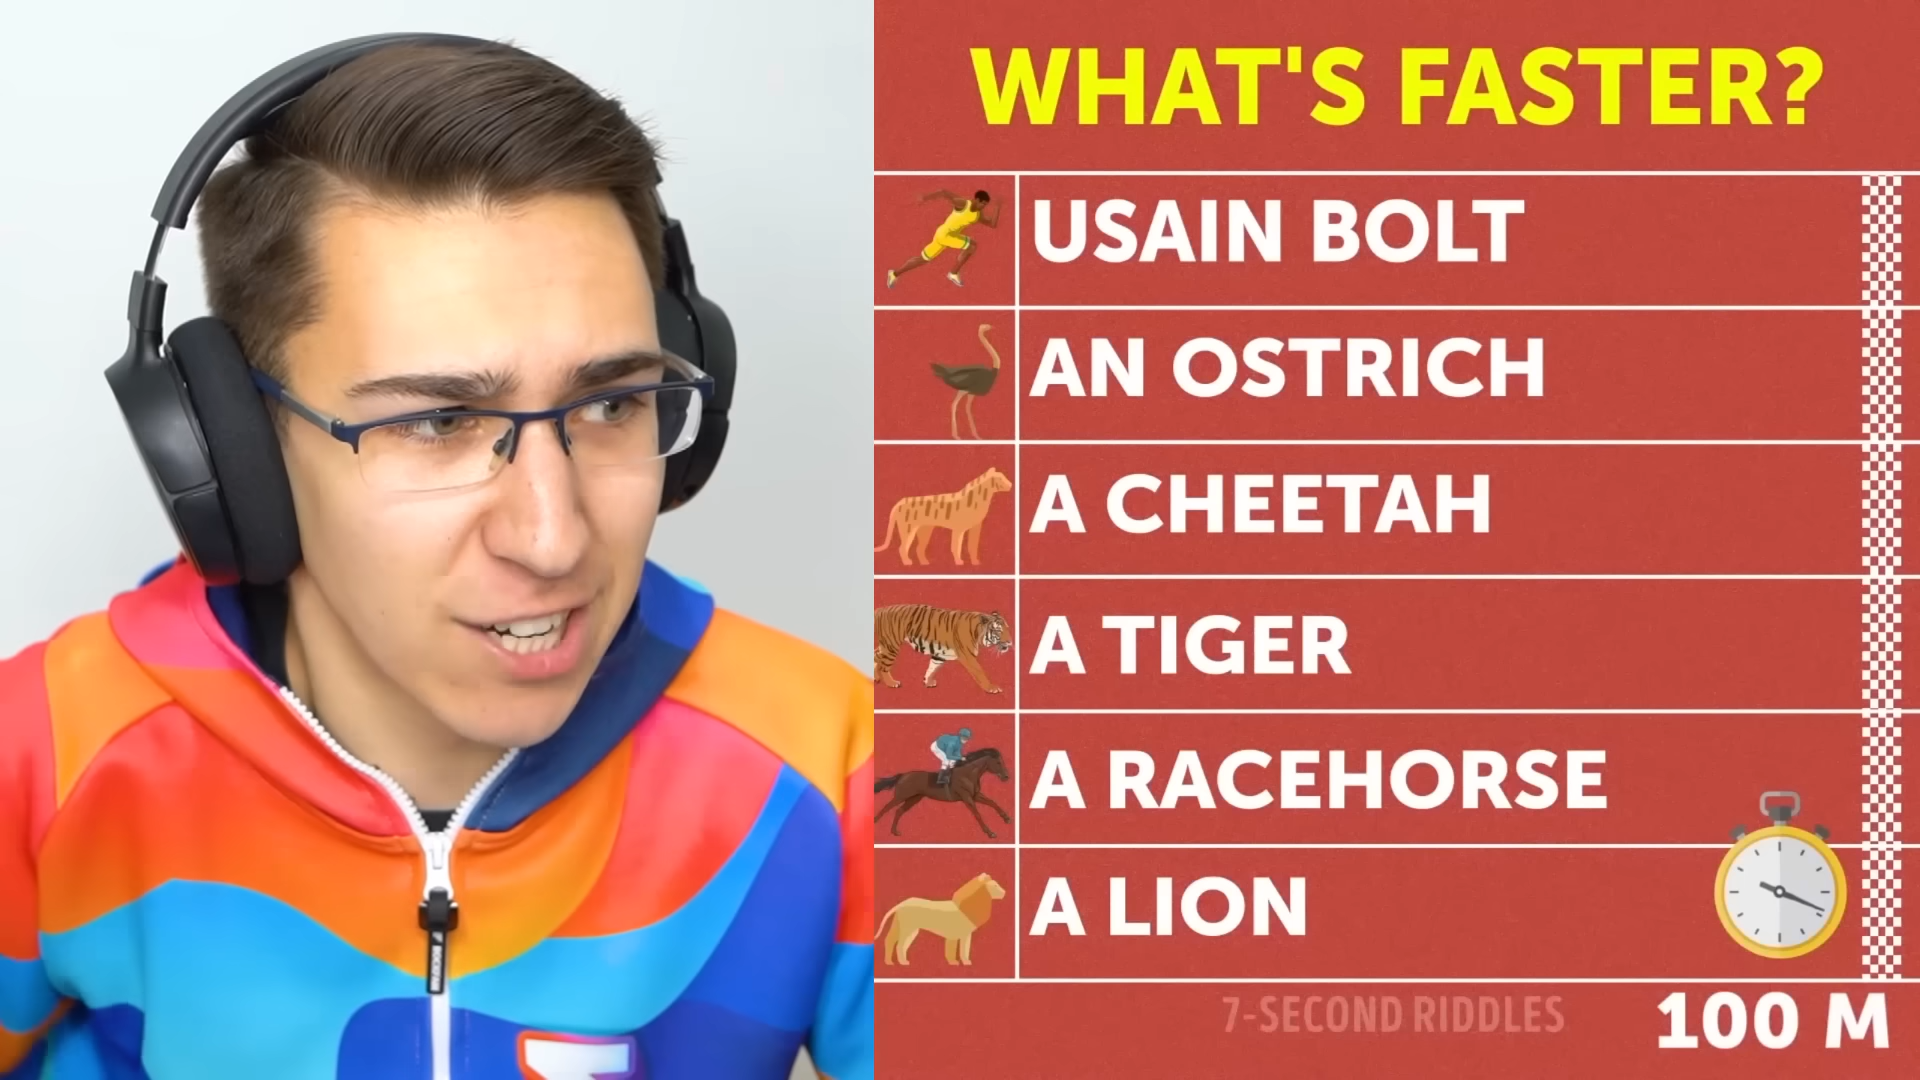 WHAT'S FASTER?
USAIN BOLT
AN OSTRICH
A CHEETAH
A TIGER
A RACEHORSE
A LION
7-SECOND RIDDLES
100 M